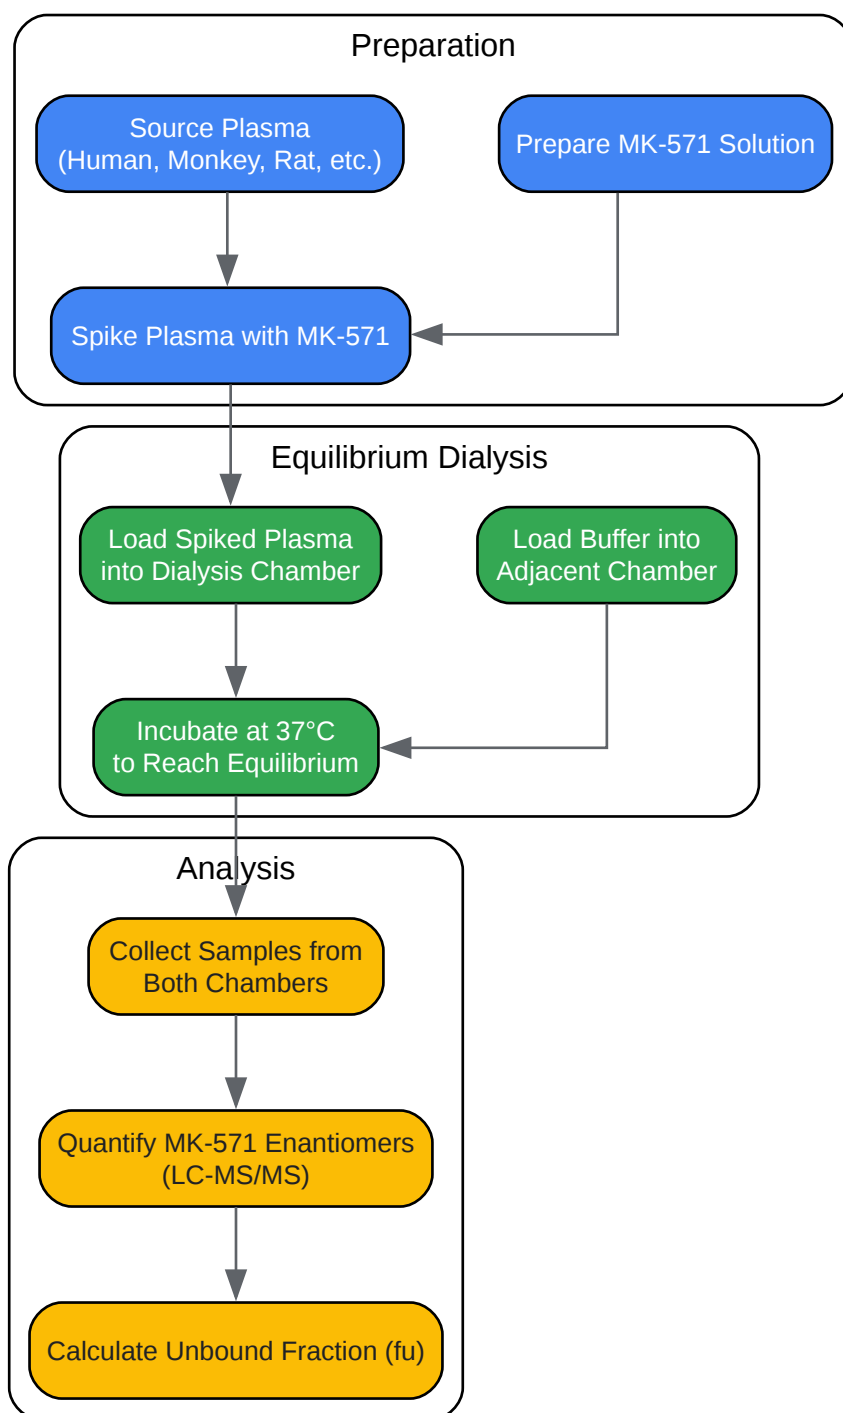 Preparation
Source Plasma
(Human, Monkey, Rat, etc.)
Prepare MK-571 Solution
Spike Plasma with MK-571
Equilibrium Dialysis
Load Spiked Plasma
into Dialysis Chamber
Load Buffer into
Adjacent Chamber
Incubate at 37°C
to Reach Equilibrium
Analysis
Collect Samples from
Both Chambers
Quantify MK-571 Enantiomers
(LC-MS/MS)
Calculate Unbound Fraction (fu)